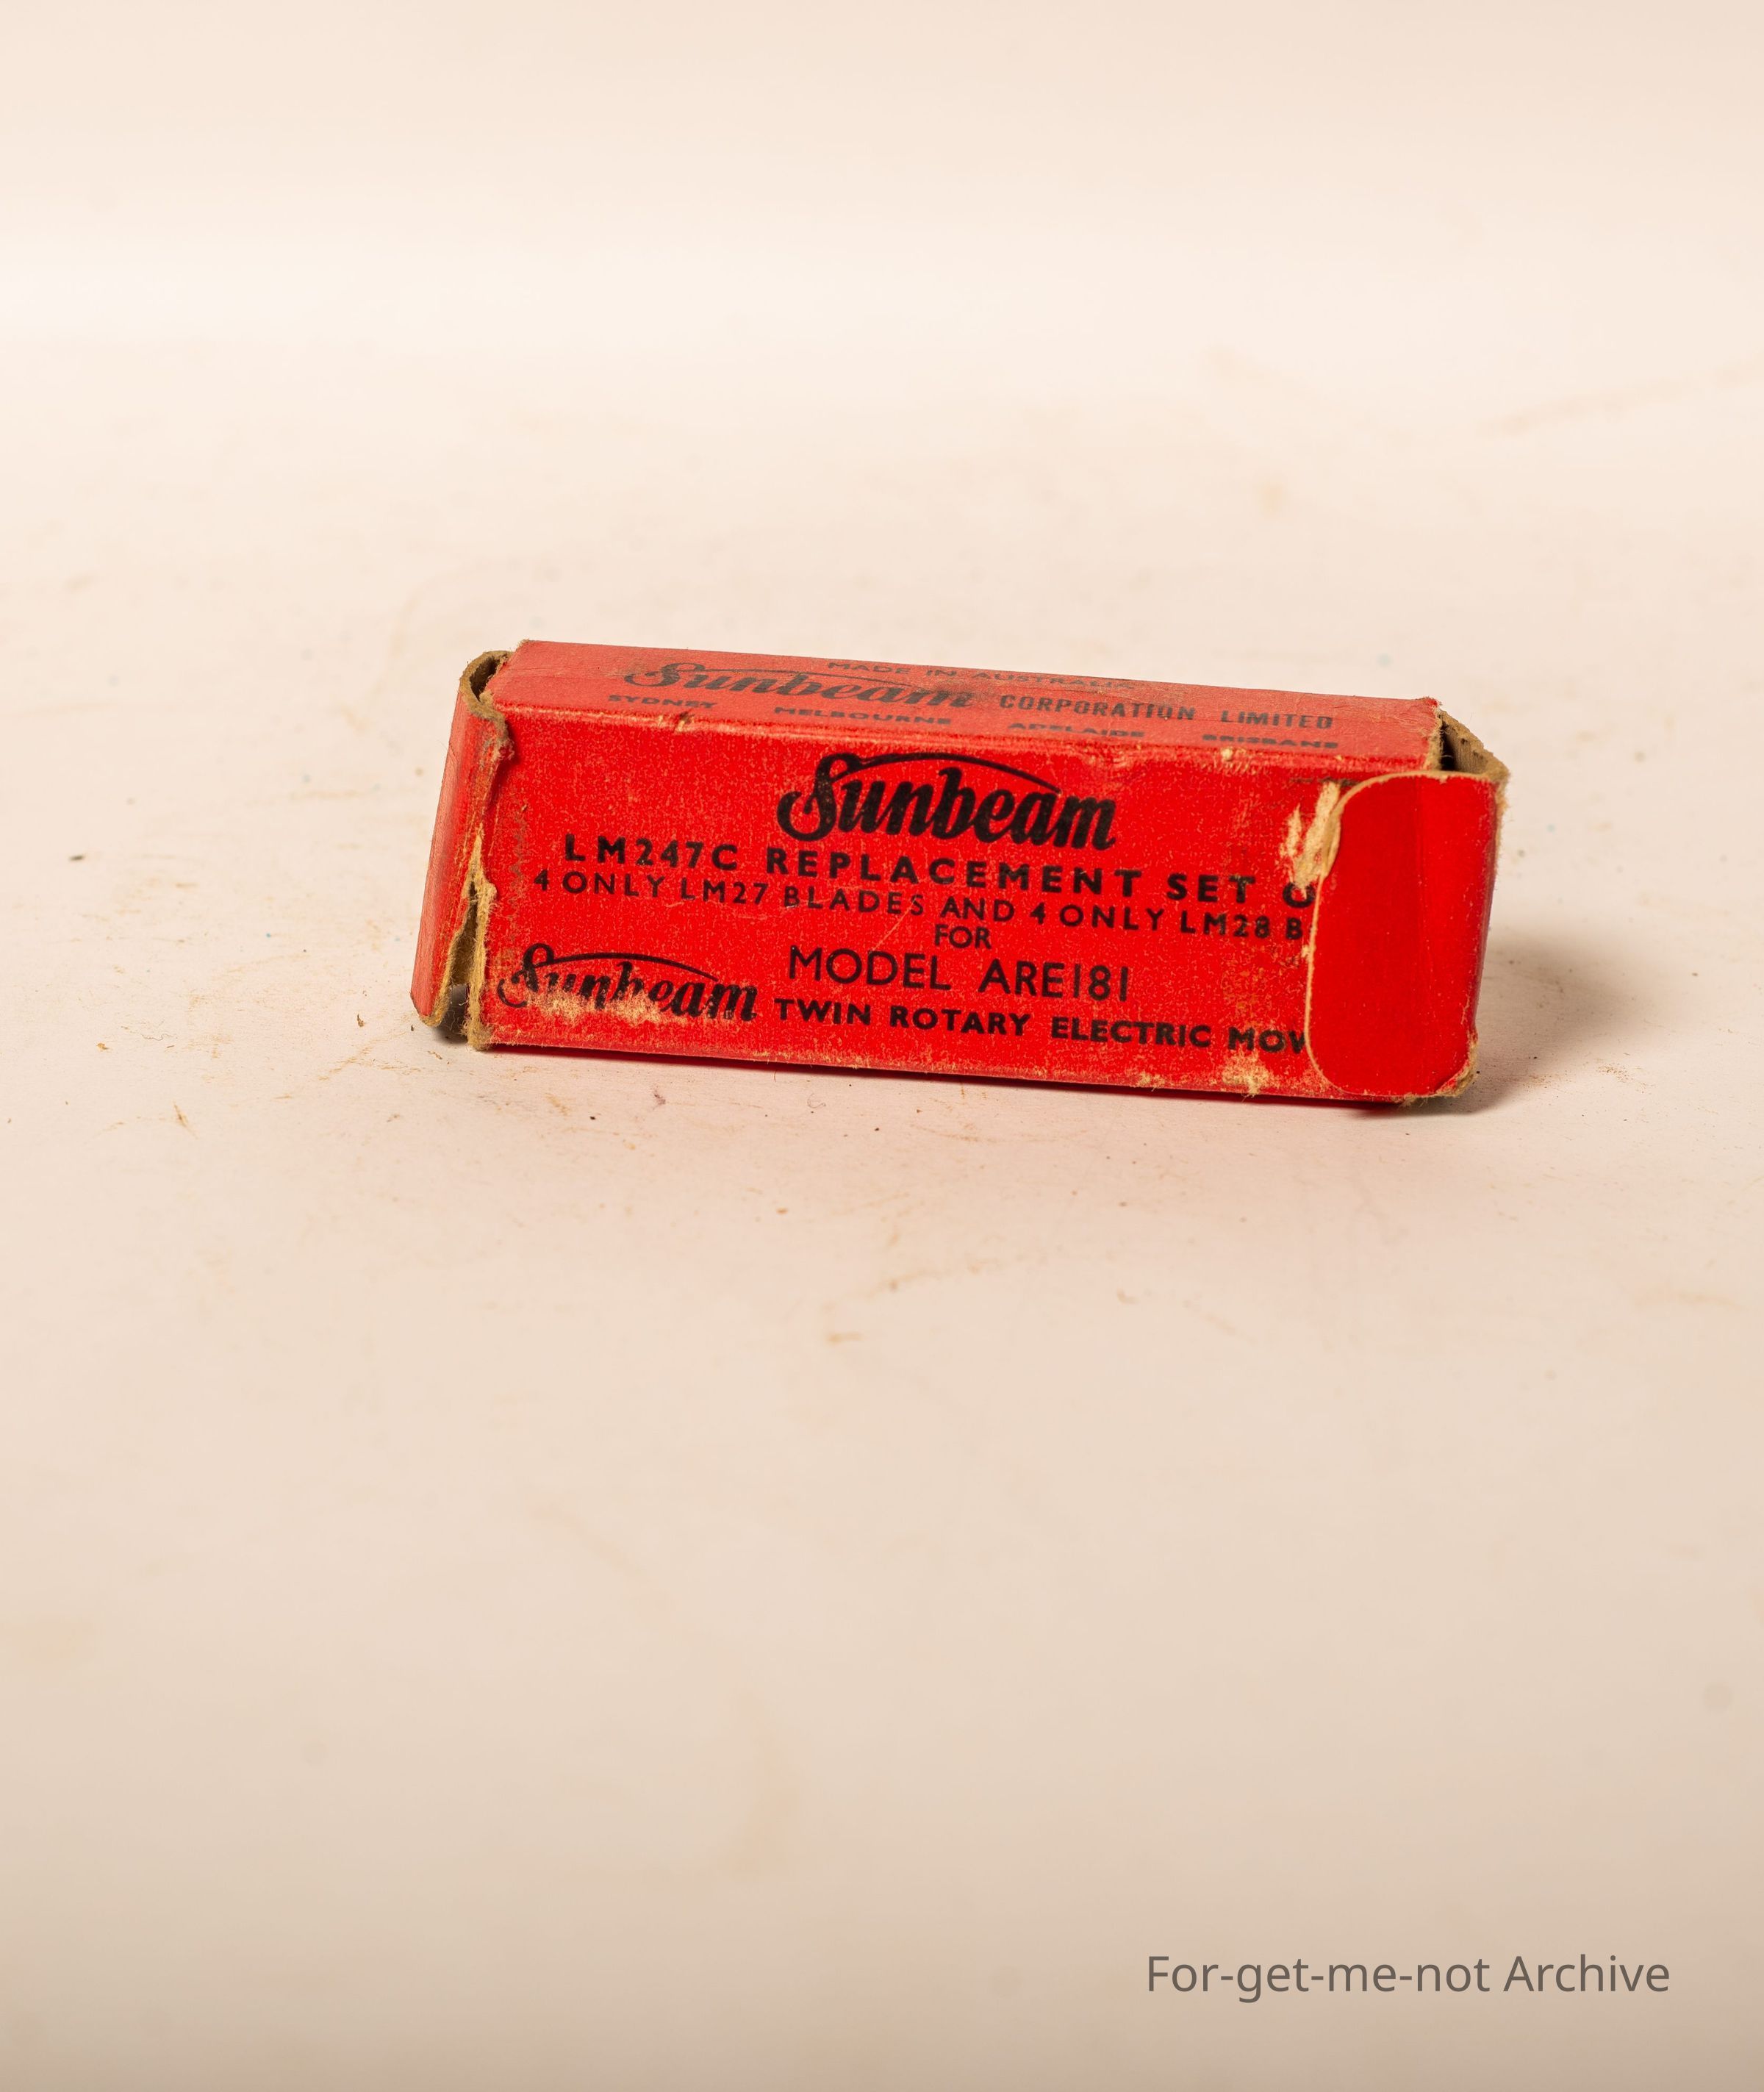 MADE IN AUSTRALIA
Sunbeam CORPORATION LIMITED
SYDNEY MELBOURNE ADELAIDE BRISBANE
Sunbeam
LM247C REPLACEMENT SET O
4 ONLY LM27 BLADES AND 4 ONLY LM28 B
FOR
MODEL ARE181
Sunbeam TWIN ROTARY ELECTRIC MOW
For-get-me-not Archive